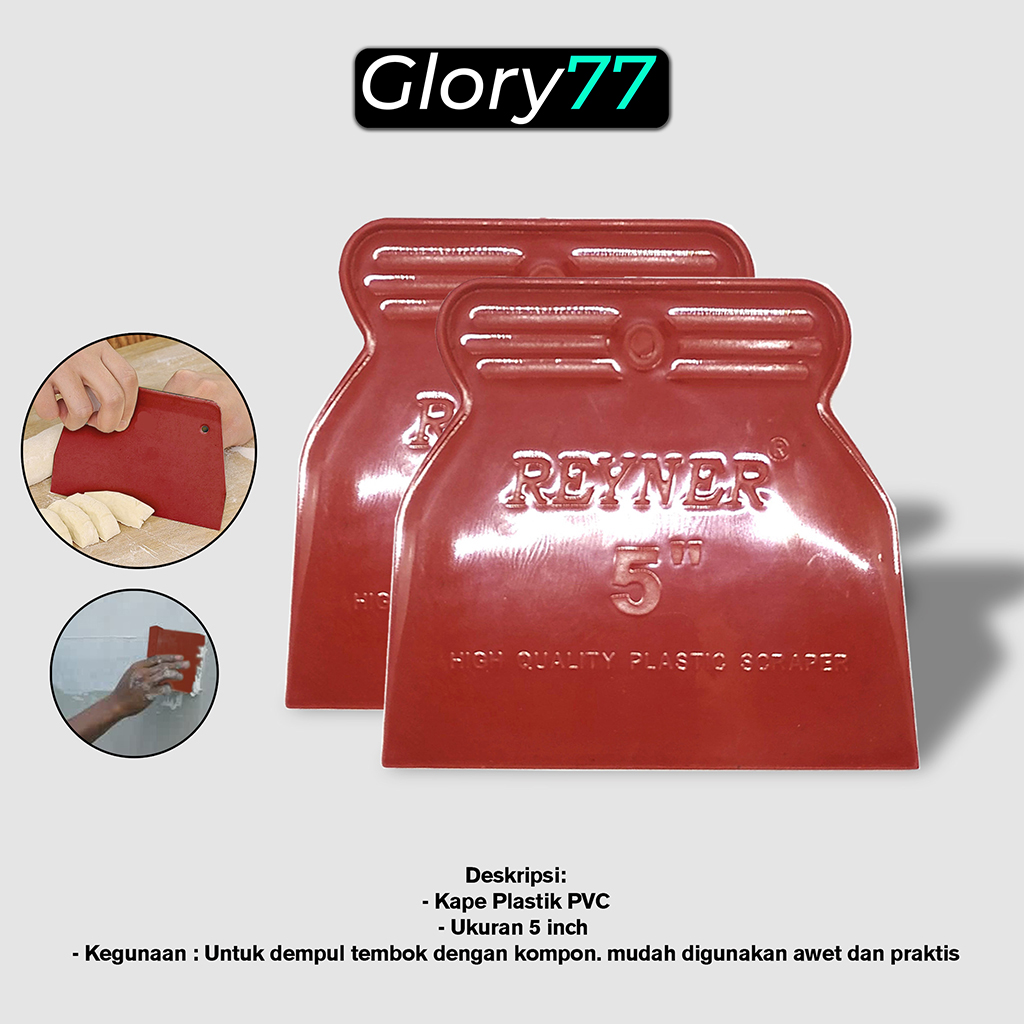 Glory77
R
REYNER®
5"
HIG
HIGH QUALITY PLASTIC SCRAPER
Deskripsi:
- Kape Plastik PVC
- Ukuran 5 inch
- Kegunaan : Untuk dempul tembok dengan kompon. mudah digunakan awet dan praktis